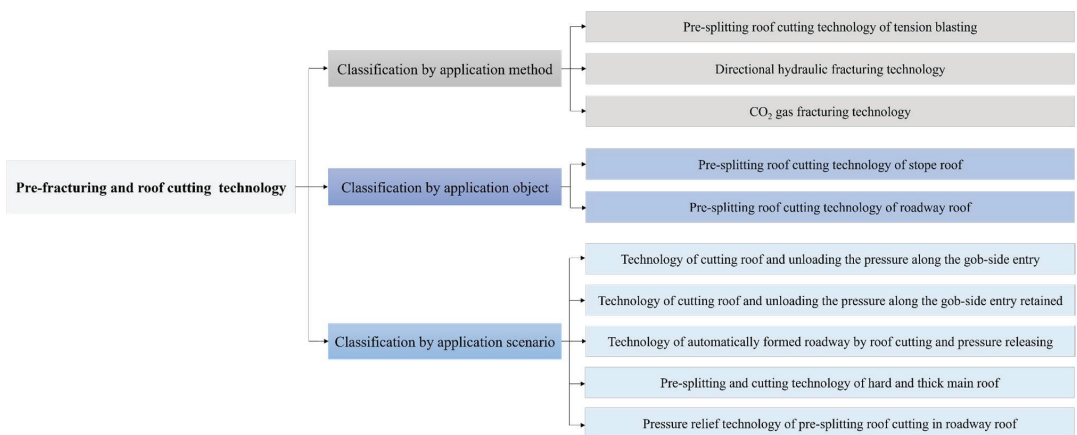 Pre-fracturing and roof cutting technology
Classification by application method
Pre-splitting roof cutting technology of tension blasting
Directional hydraulic fracturing technology
CO₂ gas fracturing technology
Classification by application object
Pre-splitting roof cutting technology of stope roof
Pre-splitting roof cutting technology of roadway roof
Classification by application scenario
Technology of cutting roof and unloading the pressure along the gob-side entry
Technology of cutting roof and unloading the pressure along the gob-side entry retained
Technology of automatically formed roadway by roof cutting and pressure releasing
Pre-splitting and cutting technology of hard and thick main roof
Pressure relief technology of pre-splitting roof cutting in roadway roof